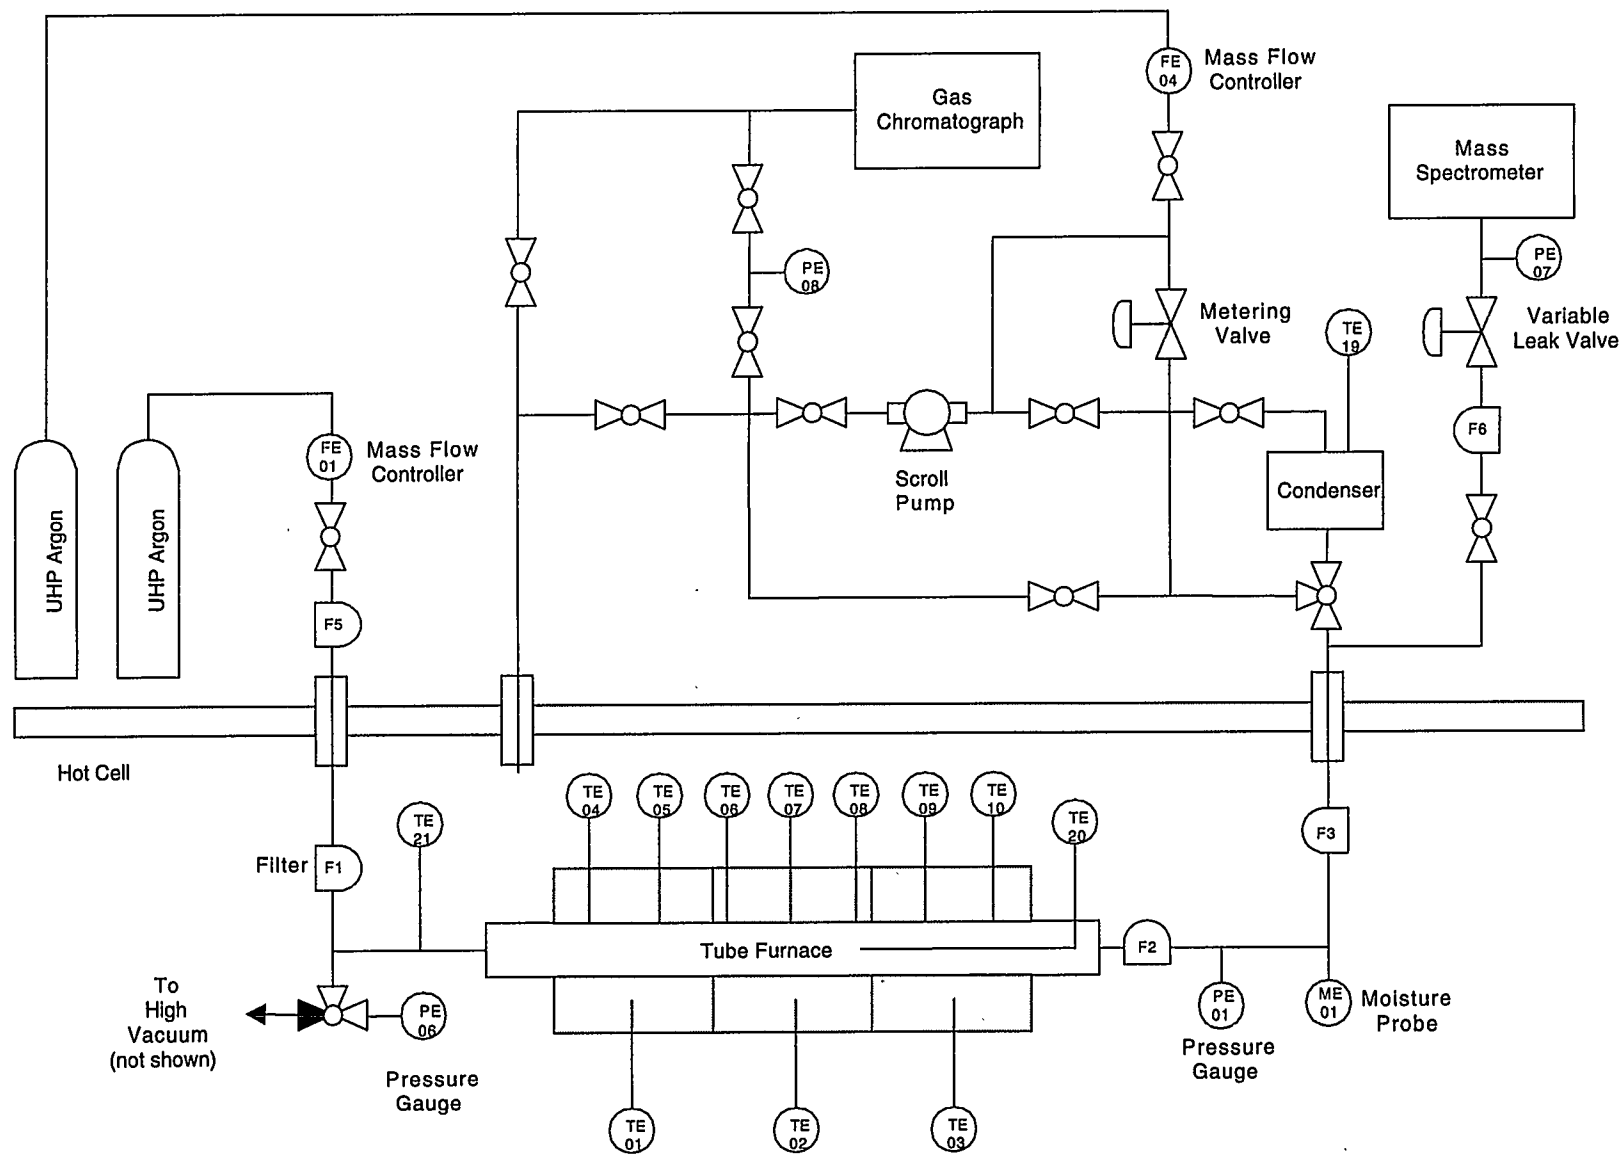 FE
04
Mass Flow
Controller
Gas
Chromatograph
Mass
Spectrometer
PE
08
PE
07
Metering
Valve
TE
19
Variable
Leak Valve
FE
01
Mass Flow
Controller
F6
Scroll
Pump
Condenser
UHP Argon
UHP Argon
F5
Hot Cell
TE
04
TE
05
TE
06
TE
07
TE
08
TE
09
TE
10
TE
20
TE
21
F3
Filter
F1
Tube Furnace
F2
To
High
Vacuum
(not shown)
PE
06
PE
01
ME
01
Moisture
Probe
Pressure
Gauge
Pressure
Gauge
TE
01
TE
02
TE
03